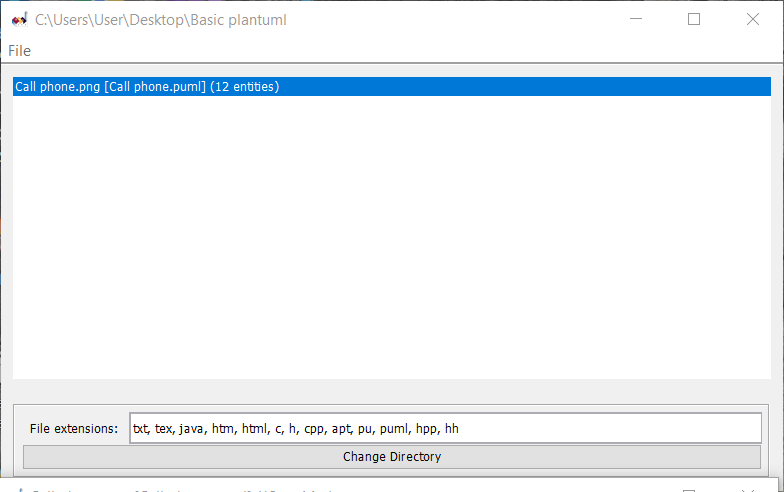 C:\Users\User\Desktop\Basic plantuml
File
Call phone.png [Call phone.puml] (12 entities)
File extensions: txt, tex, java, htm, html, c, h, cpp, apt, pu, puml, hpp, hh
Change Directory